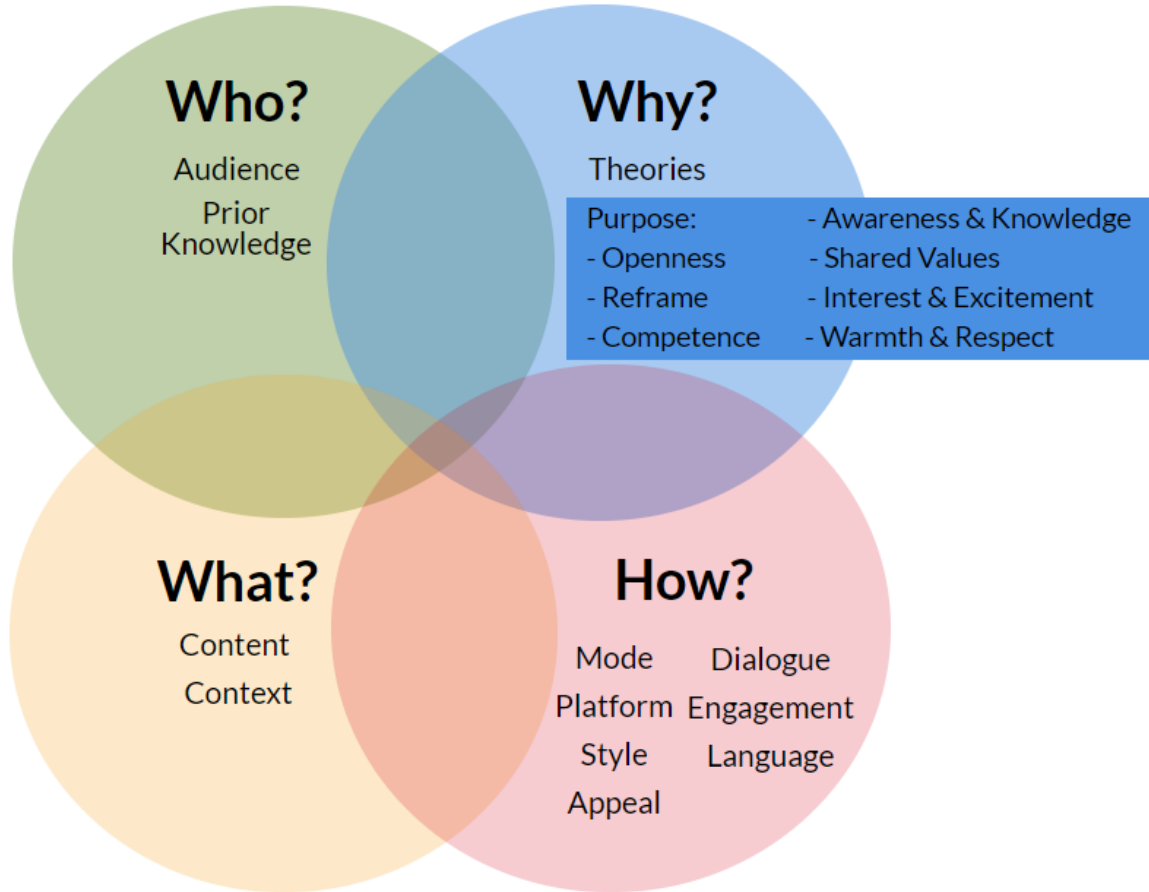 Who?
Audience
Prior
Knowledge
Why?
Theories
Purpose:
- Openness
- Reframe
- Competence
- Awareness & Knowledge
- Shared Values
- Interest & Excitement
- Warmth & Respect
What?
Content
Context
How?
Mode
Platform
Style
Appeal
Dialogue
Engagement
Language